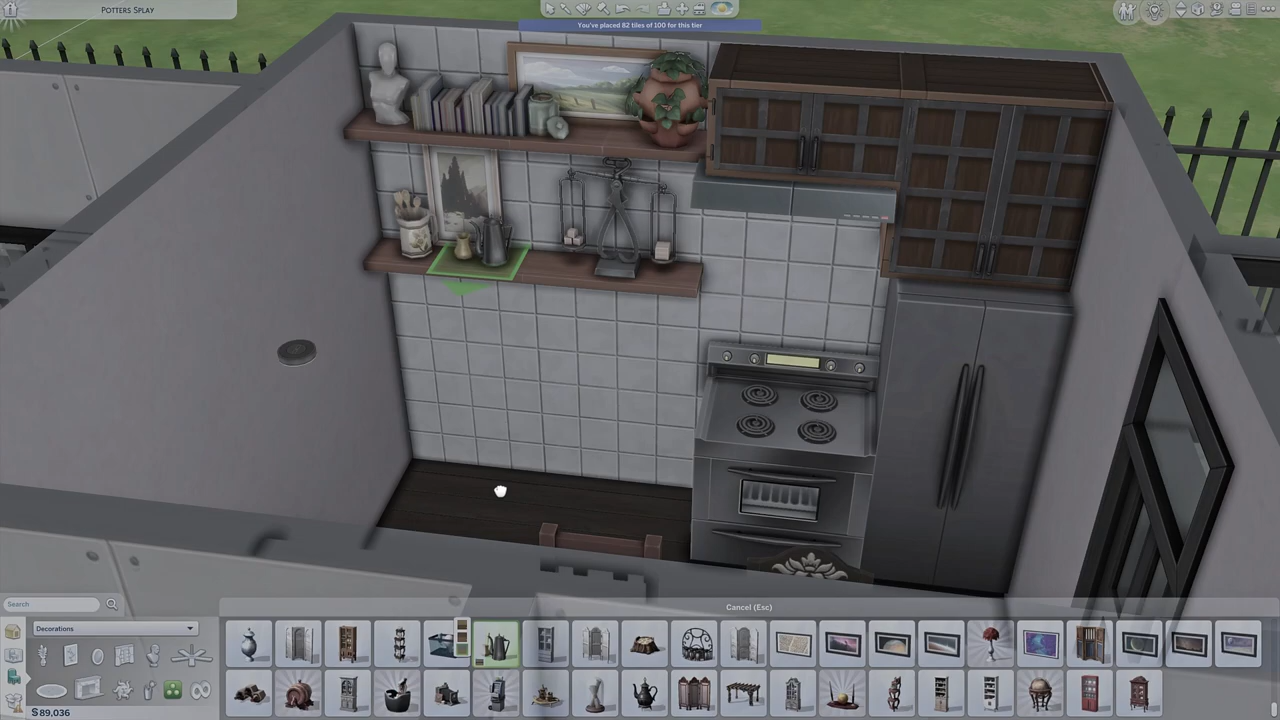 POTTERS SPLAY
You've placed 82 tiles of 100 for this tier
Cancel (Esc)
Search
Decorations
$89,036